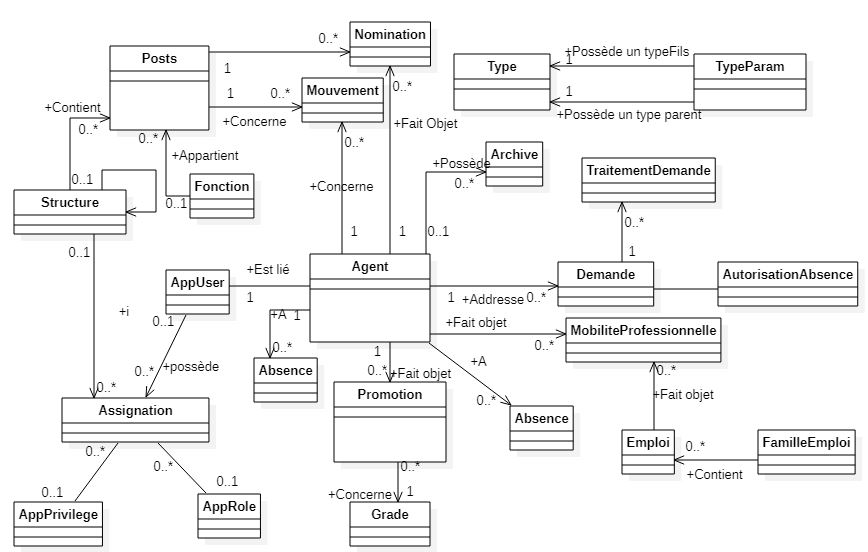 Nomination
Posts
0..*
1
+Possède un typeFils
1
Type
TypeParam
1
0..*
Mouvement
0..*
1
+Possède un type parent
+Contient
0..*
+Concerne
+Fait Objet
0..*
0..*
+Appartient
Archive
+Possède
0..*
TraitementDemande
0..1
Fonction
+Concerne
0..1
Structure
0..*
1
1
0..1
1
0..1
Agent
+Est lié
Demande
AutorisationAbsence
AppUser
1
1
+Addresse
0..*
+i
0..1
+A
1
+Fait objet
MobiliteProfessionnelle
0..*
0..*
1
+A
Absence
0..*
+possède
0..*
+Fait objet
0..*
0..*
Promotion
+Fait objet
0..*
Assignation
Absence
0..*
Emploi
0..*
FamilleEmploi
0..*
0..*
+Contient
0..1
0..1
+Concerne
1
AppPrivilege
AppRole
Grade